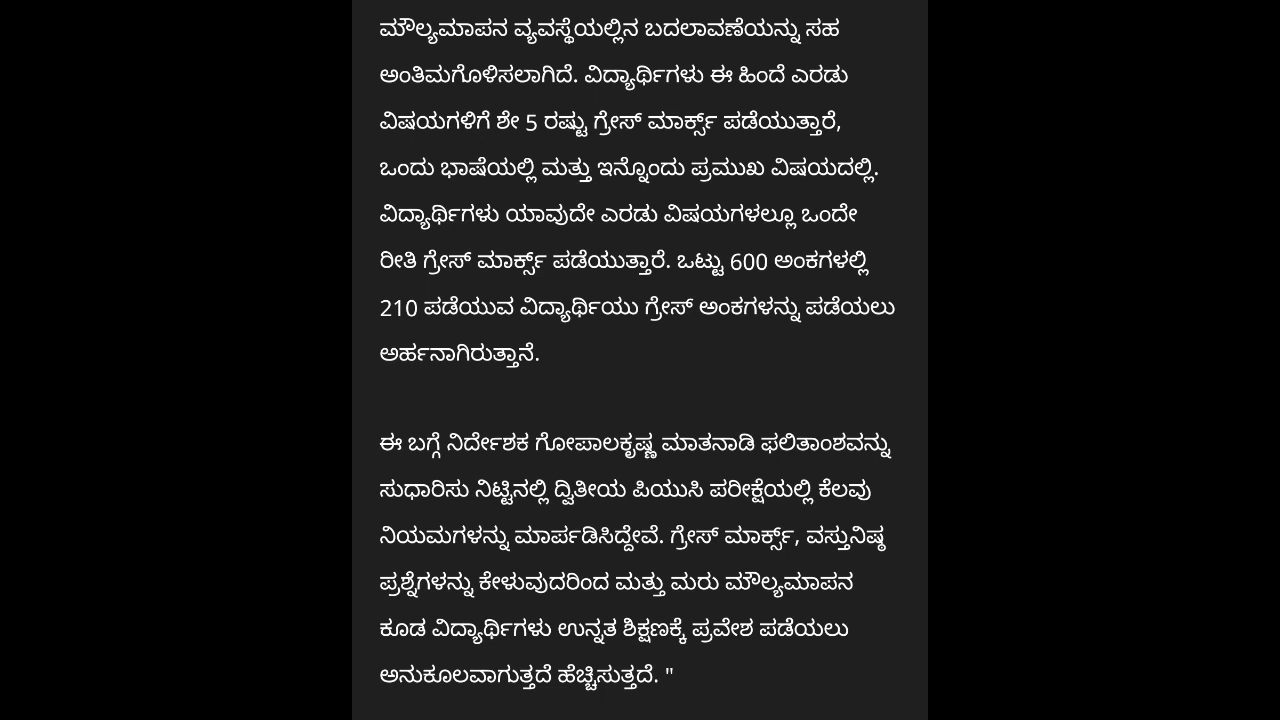 ಮೌಲ್ಯಮಾಪನ ವ್ಯವಸ್ಥೆಯಲ್ಲಿನ ಬದಲಾವಣೆಯನ್ನು ಸಹ
ಅಂತಿಮಗೊಳಿಸಲಾಗಿದೆ. ವಿದ್ಯಾರ್ಥಿಗಳು ಈ ಹಿಂದೆ ಎರಡು
ವಿಷಯಗಳಿಗೆ ಶೇ 5 ರಷ್ಟು ಗ್ರೇಸ್ ಮಾರ್ಕ್ಸ್ ಪಡೆಯುತ್ತಾರೆ,
ಒಂದು ಭಾಷೆಯಲ್ಲಿ ಮತ್ತು ಇನ್ನೊಂದು ಪ್ರಮುಖ ವಿಷಯದಲ್ಲಿ.
ವಿದ್ಯಾರ್ಥಿಗಳು ಯಾವುದೇ ಎರಡು ವಿಷಯಗಳಲ್ಲೂ ಒಂದೇ
ರೀತಿ ಗ್ರೇಸ್ ಮಾರ್ಕ್ಸ್ ಪಡೆಯುತ್ತಾರೆ. ಒಟ್ಟು 600 ಅಂಕಗಳಲ್ಲಿ
210 ಪಡೆಯುವ ವಿದ್ಯಾರ್ಥಿಯು ಗ್ರೇಸ್ ಅಂಕಗಳನ್ನು ಪಡೆಯಲು
ಅರ್ಹನಾಗಿರುತ್ತಾನೆ.
ಈ ಬಗ್ಗೆ ನಿರ್ದೇಶಕ ಗೋಪಾಲಕೃಷ್ಣ ಮಾತನಾಡಿ ಫಲಿತಾಂಶವನ್ನು
ಸುಧಾರಿಸು ನಿಟ್ಟಿನಲ್ಲಿ ದ್ವಿತೀಯ ಪಿಯುಸಿ ಪರೀಕ್ಷೆಯಲ್ಲಿ ಕೆಲವು
ನಿಯಮಗಳನ್ನು ಮಾರ್ಪಡಿಸಿದ್ದೇವೆ. ಗ್ರೇಸ್ ಮಾರ್ಕ್ಸ್, ವಸ್ತುನಿಷ್ಠ
ಪ್ರಶ್ನೆಗಳನ್ನು ಕೇಳುವುದರಿಂದ ಮತ್ತು ಮರು ಮೌಲ್ಯಮಾಪನ
ಕೂಡ ವಿದ್ಯಾರ್ಥಿಗಳು ಉನ್ನತ ಶಿಕ್ಷಣಕ್ಕೆ ಪ್ರವೇಶ ಪಡೆಯಲು
ಅನುಕೂಲವಾಗುತ್ತದೆ ಹೆಚ್ಚಿಸುತ್ತದೆ. "